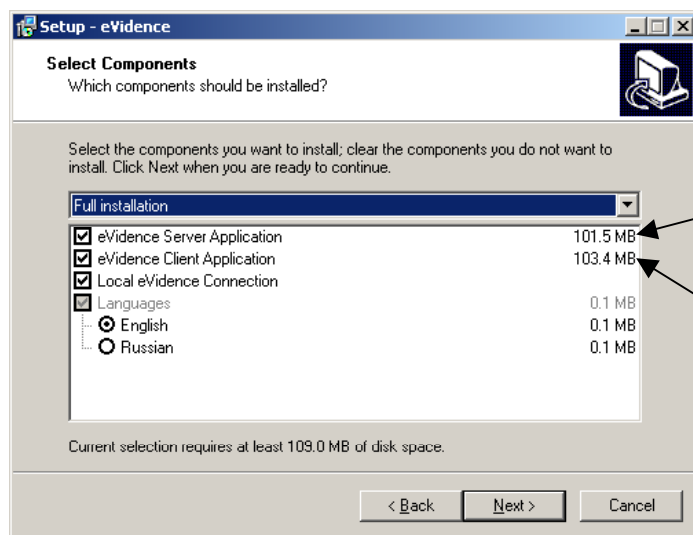 Setup - eVidence
Select Components
Which components should be installed?
Select the components you want to install; clear the components you do not want to
install. Click Next when you are ready to continue.
Full installation
eVidence Server Application 101.5 MB
eVidence Client Application 103.4 MB
Local eVidence Connection
Languages 0.1 MB
English 0.1 MB
Russian 0.1 MB
Current selection requires at least 109.0 MB of disk space.
< Back Next > Cancel